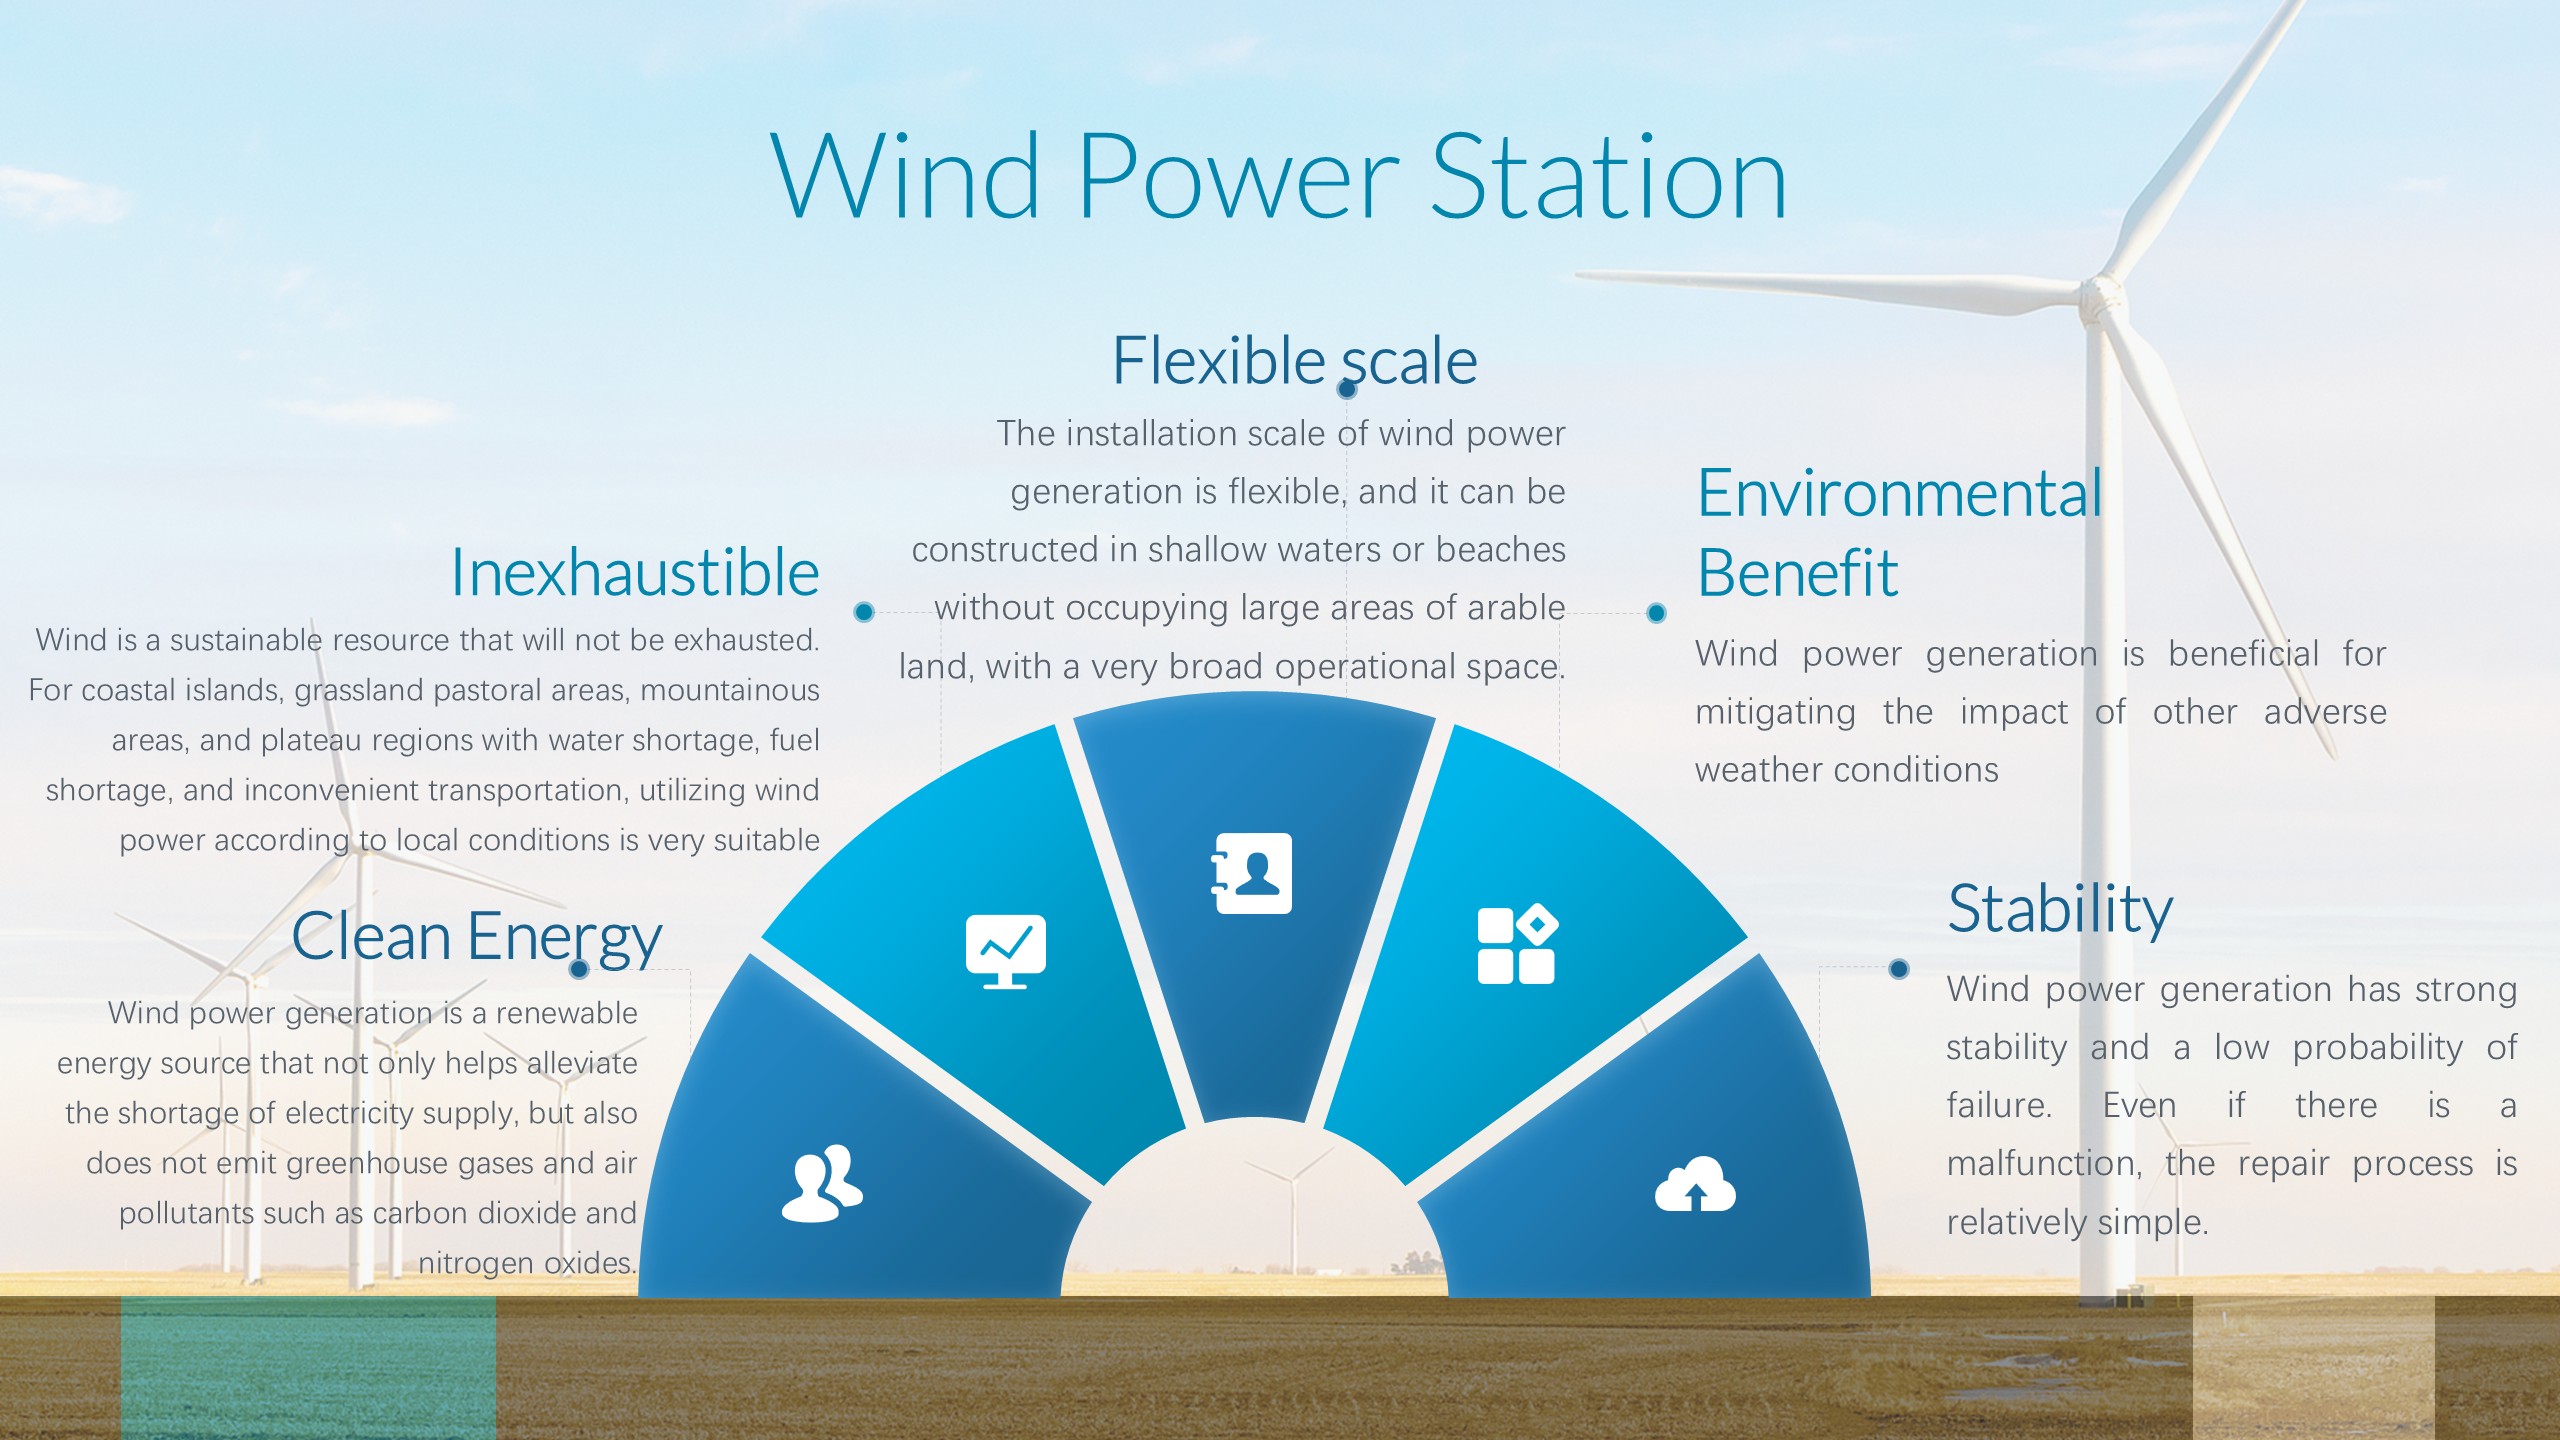 Wind Power Station
Flexible scale
The installation scale of wind power
generation is flexible, and it can be
constructed in shallow waters or beaches
without occupying large areas of arable
land, with a very broad operational space.
Inexhaustible
Wind is a sustainable resource that will not be exhausted.
For coastal islands, grassland pastoral areas, mountainous
areas, and plateau regions with water shortage, fuel
shortage, and inconvenient transportation, utilizing wind
power according to local conditions is very suitable
Environmental
Benefit
Wind power generation is beneficial for
mitigating the impact of other adverse
weather conditions
Clean Energy
Wind power generation is a renewable
energy source that not only helps alleviate
the shortage of electricity supply, but also
does not emit greenhouse gases and air
pollutants such as carbon dioxide and
nitrogen oxides.
Stability
Wind power generation has strong
stability and a low probability of
failure. Even if there is a
malfunction, the repair process is
relatively simple.